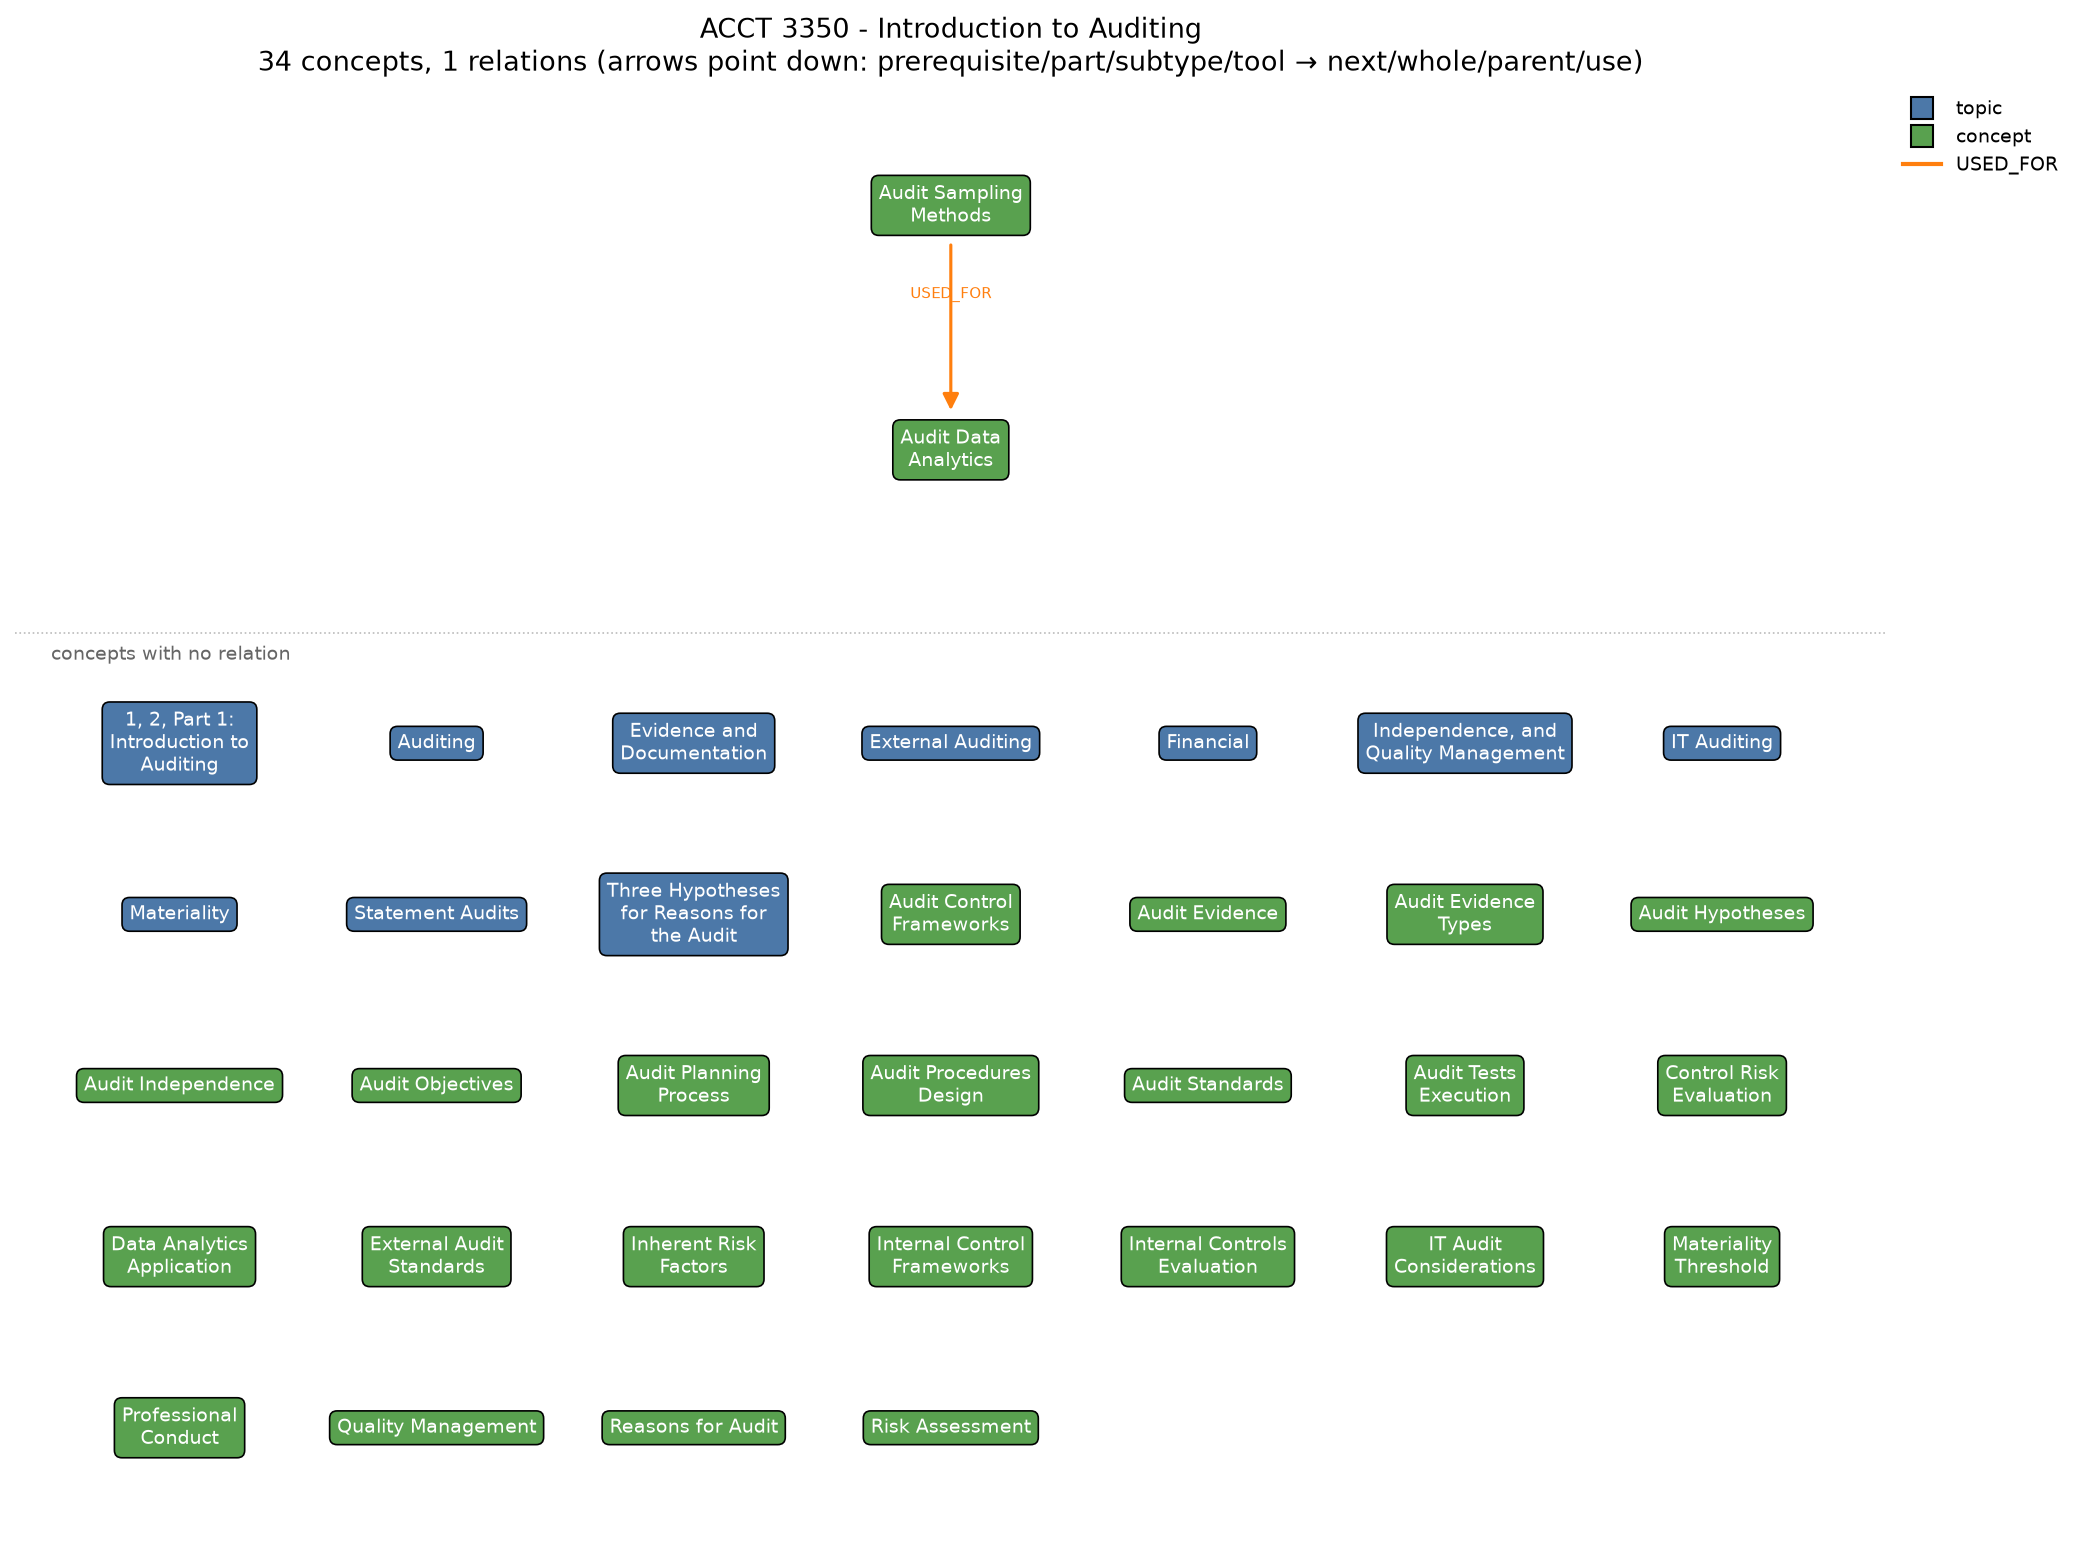 ACCT 3350 - Introduction to Auditing
34 concepts, 1 relations (arrows point down: prerequisite/part/subtype/tool → next/whole/parent/use)
topic
concept
USED_FOR
Audit Sampling
Methods
USED_FOR
Audit Data
Analytics
concepts with no relation
1, 2, Part 1:
Introduction to
Auditing
Auditing
Evidence and
Documentation
External Auditing
Financial
Independence, and
Quality Management
IT Auditing
Materiality
Statement Audits
Three Hypotheses
for Reasons for
the Audit
Audit Control
Frameworks
Audit Evidence
Audit Evidence
Types
Audit Hypotheses
Audit Independence
Audit Objectives
Audit Planning
Process
Audit Procedures
Design
Audit Standards
Audit Tests
Execution
Control Risk
Evaluation
Data Analytics
Application
External Audit
Standards
Inherent Risk
Factors
Internal Control
Frameworks
Internal Controls
Evaluation
IT Audit
Considerations
Materiality
Threshold
Professional
Conduct
Quality Management
Reasons for Audit
Risk Assessment